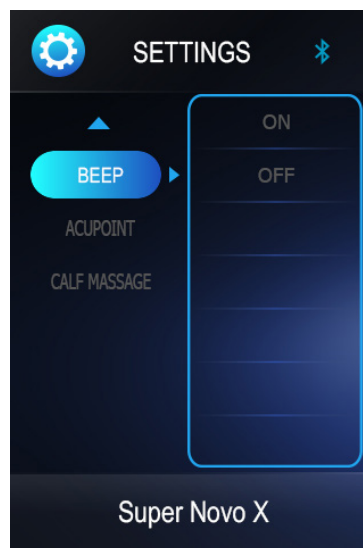 SETTINGS
ON
BEEP
OFF
ACUPOINT
CALF MASSAGE
Super Novo X